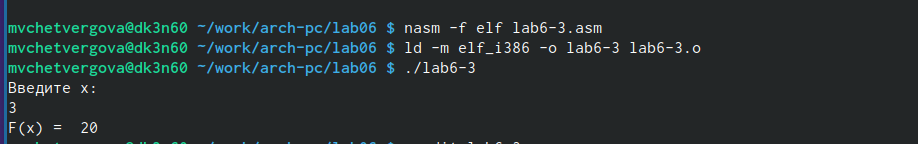 mvchetvergova@dk3n60 ~/work/arch-pc/lab06 $ nasm -f elf lab6-3.asm
mvchetvergova@dk3n60 ~/work/arch-pc/lab06 $ ld -m elf_i386 -o lab6-3 lab6-3.o
mvchetvergova@dk3n60 ~/work/arch-pc/lab06 $ ./lab6-3
Введите x:
3
F(x) =  20